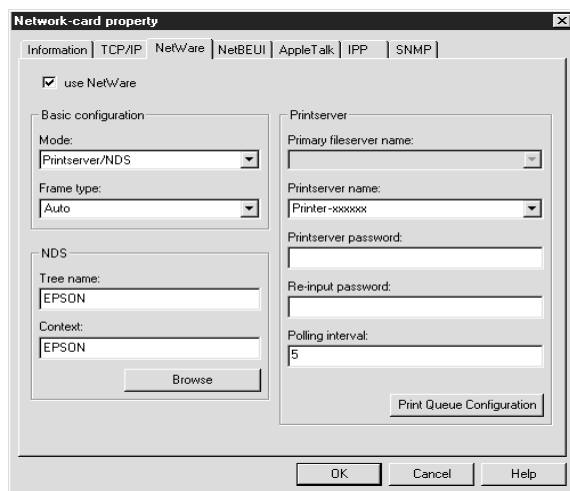 Network-card property
Information TCP/IP NetWare NetBEUI AppleTalk IPP SNMP
use NetWare
Basic configuration
Mode:
Printserver/NDS
Frame type:
Auto
NDS
Tree name:
EPSON
Context:
EPSON
Browse
Printserver
Primary fileserver name:
Printserver name:
Printer-xxxxxx
Printserver password:
Re-input password:
Polling interval:
5
Print Queue Configuration
OK Cancel Help